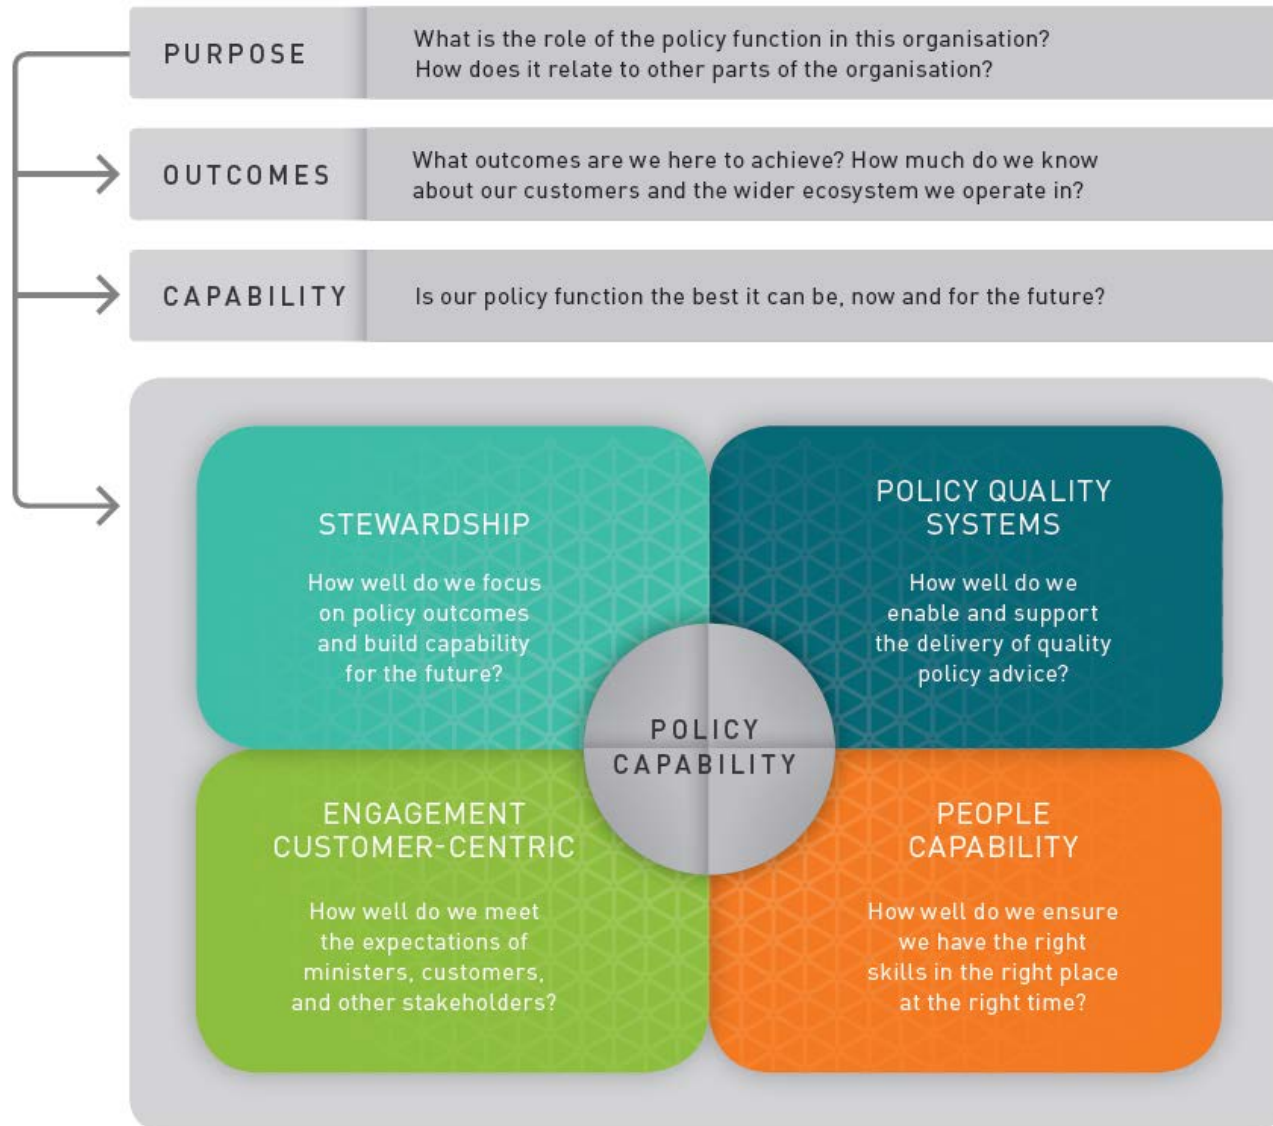 PURPOSE
What is the role of the policy function in this organisation?
How does it relate to other parts of the organisation?
OUTCOMES
What outcomes are we here to achieve? How much do we know
about our customers and the wider ecosystem we operate in?
CAPABILITY
Is our policy function the best it can be, now and for the future?
STEWARDSHIP
How well do we focus
on policy outcomes
and build capability
for the future?
POLICY QUALITY
SYSTEMS
How well do we
enable and support
the delivery of quality
policy advice?
POLICY
CAPABILITY
ENGAGEMENT
CUSTOMER-CENTRIC
How well do we meet
the expectations of
ministers, customers,
and other stakeholders?
PEOPLE
CAPABILITY
How well do we ensure
we have the right
skills in the right place
at the right time?